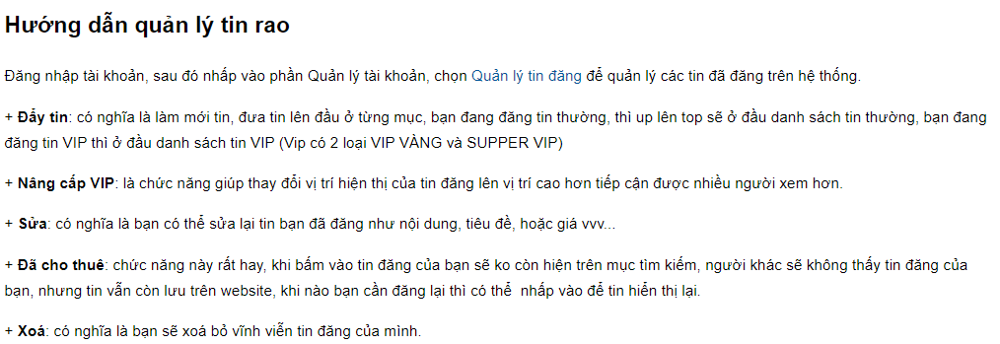 Hướng dẫn quản lý tin rao
Đăng nhập tài khoản, sau đó nhấp vào phần Quản lý tài khoản, chọn Quản lý tin đăng để quản lý các tin đã đăng trên hệ thống.
+ Đẩy tin: có nghĩa là làm mới tin, đưa tin lên đầu ở từng mục, bạn đang đăng tin thường, thì up lên top sẽ ở đầu danh sách tin thường, bạn đang
đăng tin VIP thì ở đầu danh sách tin VIP (Vip có 2 loại VIP VÀNG và SUPPER VIP)
+ Nâng cấp VIP: là chức năng giúp thay đổi vị trí hiện thị của tin đăng lên vị trí cao hơn tiếp cận được nhiều người xem hơn.
+ Sửa: có nghĩa là bạn có thể sửa lại tin bạn đã đăng như nội dung, tiêu đề, hoặc giá vvv...
+ Đã cho thuê: chức năng này rất hay, khi bấm vào tin đăng của bạn sẽ ko còn hiện trên mục tìm kiếm, người khác sẽ không thấy tin đăng của
bạn, nhưng tin vẫn còn lưu trên website, khi nào bạn cần đăng lại thì có thể nhấp vào để tin hiển thị lại.
+ Xoá: có nghĩa là bạn sẽ xoá bỏ vĩnh viễn tin đăng của mình.